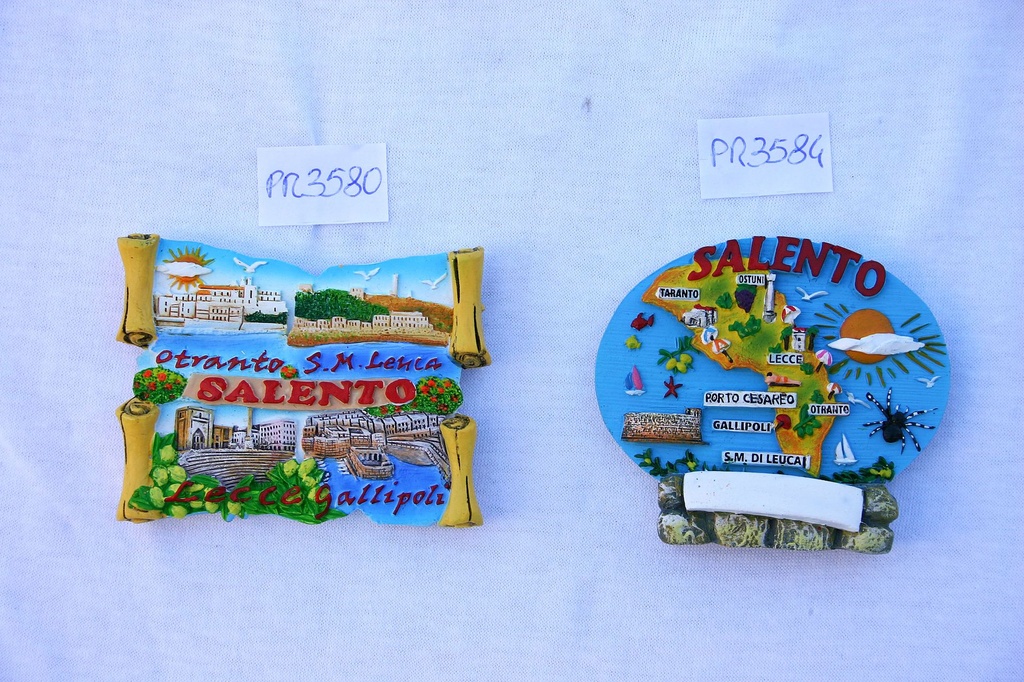 PR3580
Otranto S.M. Leuca
SALENTO
Lecce Gallipoli
PR3584
SALENTO
OSTUNI
TARANTO
LECCE
PORTO CESAREO
OTRANTO
GALLIPOLI
S.M. DI LEUCA